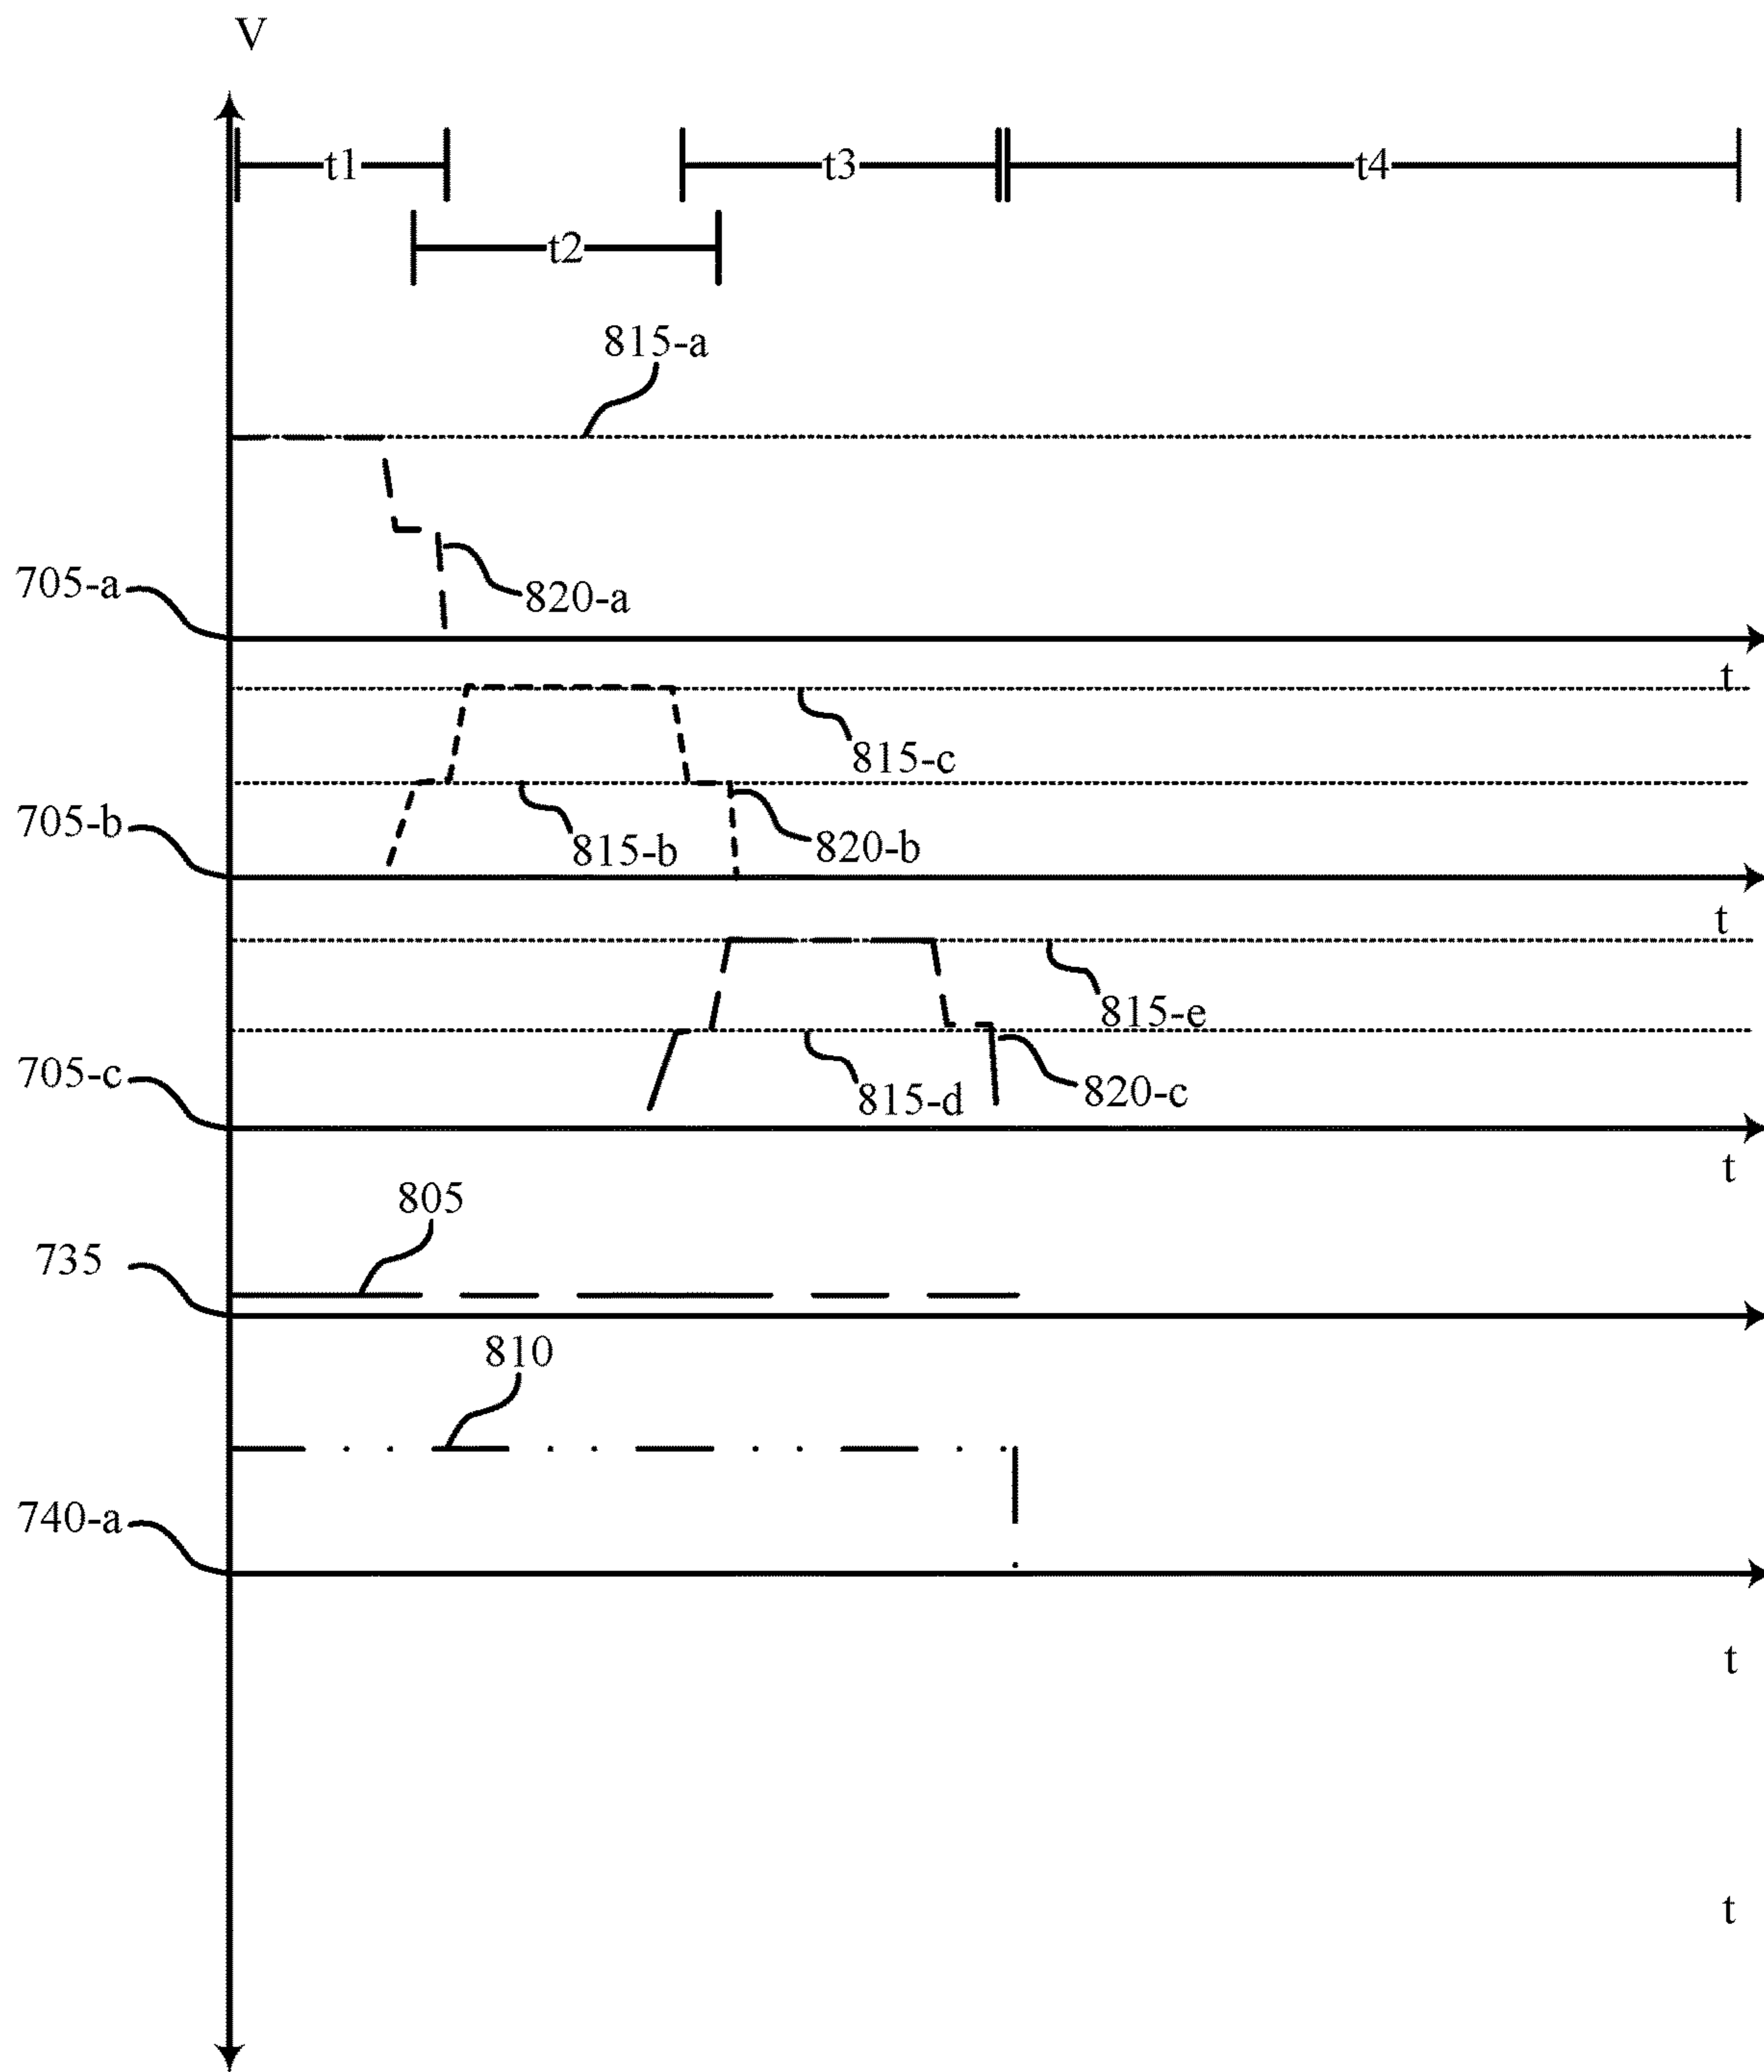 V
t1
t3
t4
t2
815-a
705-a
820-a
t
815-c
705-b
815-b
820-b
t
815-e
705-c
815-d
820-c
t
805
735
810
740-a
t
t